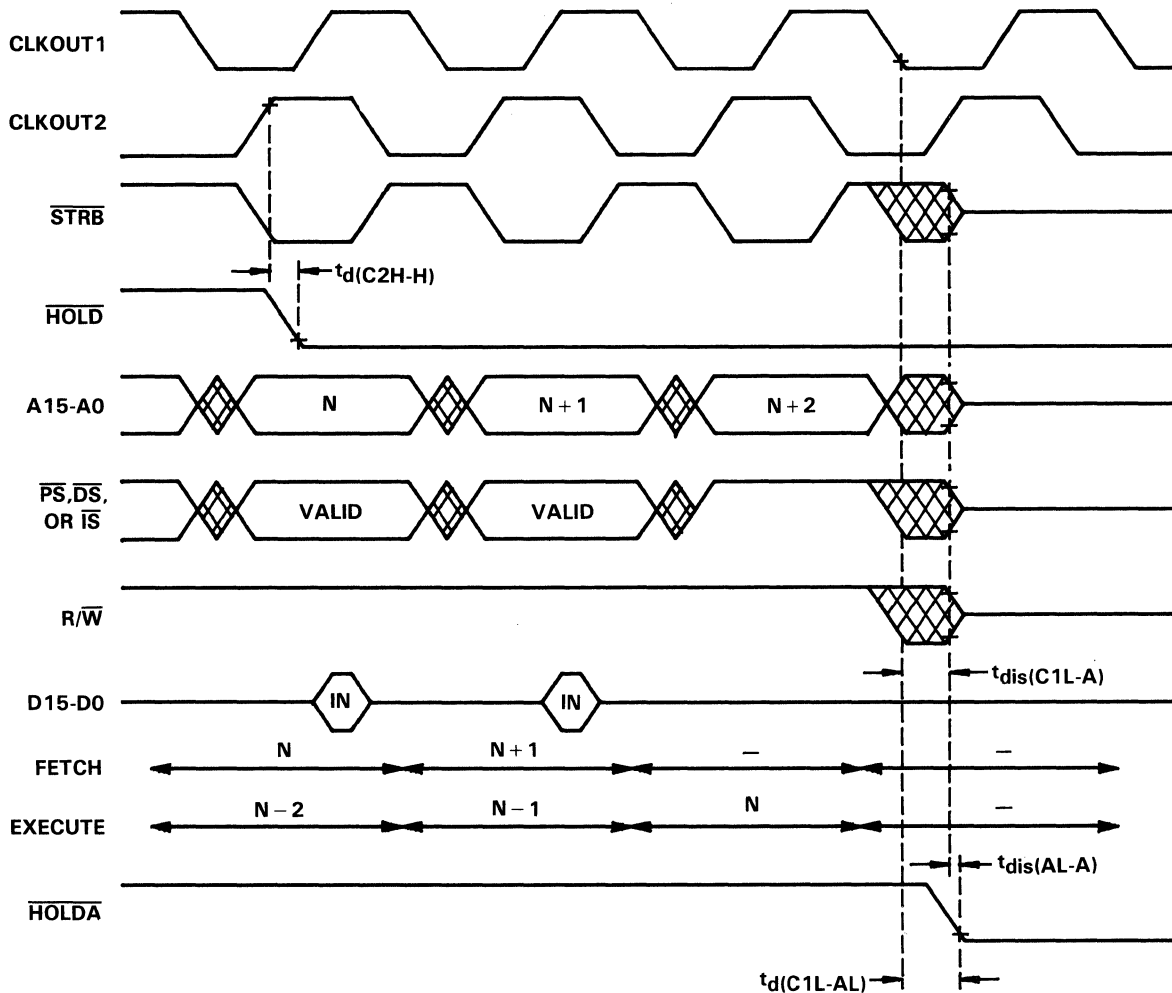 CLKOUT1
CLKOUT2
STRB
td(C2H-H)
HOLD
A15-A0 N N + 1 N + 2
PS,DS,
OR IS VALID VALID
R/W
tdis(C1L-A)
D15-D0 IN IN
FETCH N N + 1 — —
EXECUTE N − 2 N − 1 N —
tdis(AL-A)
HOLDA
td(C1L-AL)